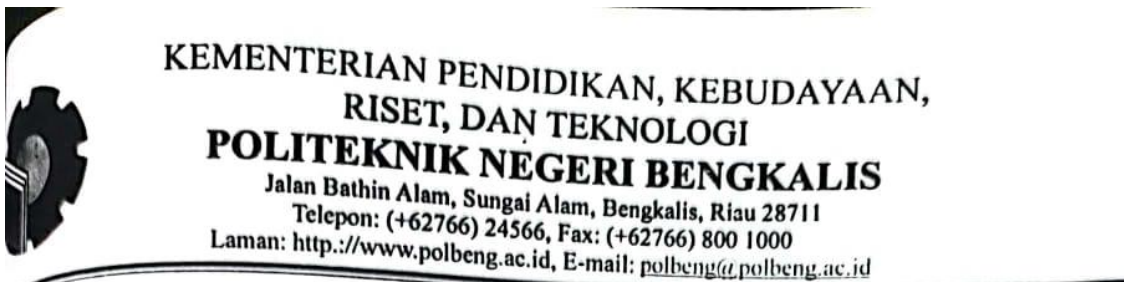 KEMENTERIAN PENDIDIKAN, KEBUDAYAAN,
RISET, DAN TEKNOLOGI
POLITEKNIK NEGERI BENGKALIS
Jalan Bathin Alam, Sungai Alam, Bengkalis, Riau 28711
Telepon: (+62766) 24566, Fax: (+62766) 800 1000
Laman: http.://www.polbeng.ac.id, E-mail: polbeng@polbeng.ac.id